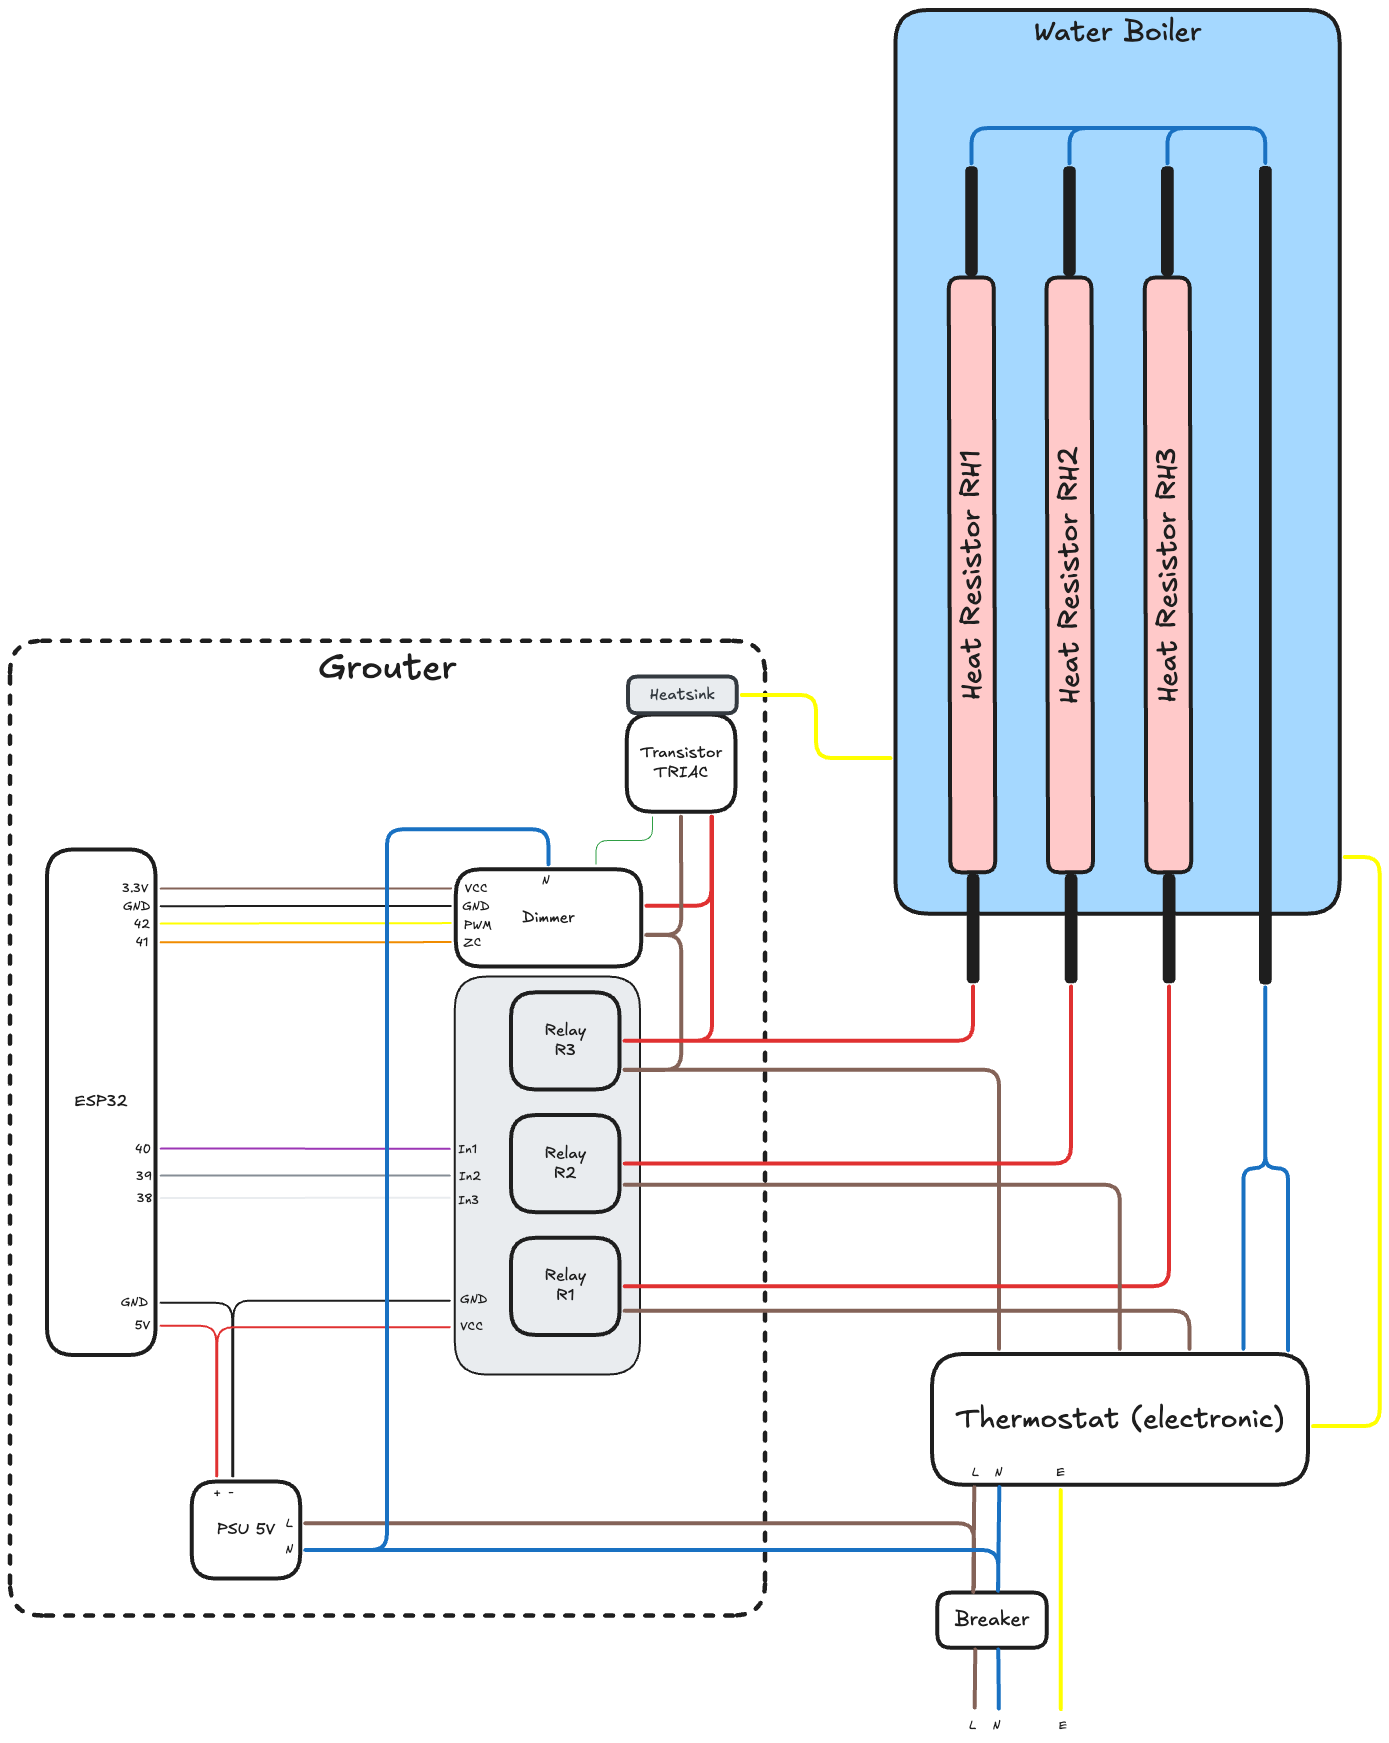 Water Boiler
Heat Resistor RH1
Heat Resistor RH2
Heat Resistor RH3
Grouter
Heatsink
Transistor
TRIAC
3.3V
GND
42
41
VCC
GND
PWM
ZC
N
Dimmer
Relay
R3
ESP32
40
39
38
In1
In2
In3
Relay
R2
Relay
R1
GND
5V
GND
VCC
Thermostat (electronic)
L N E
+ -
PSU 5V
L
N
Breaker
L N E